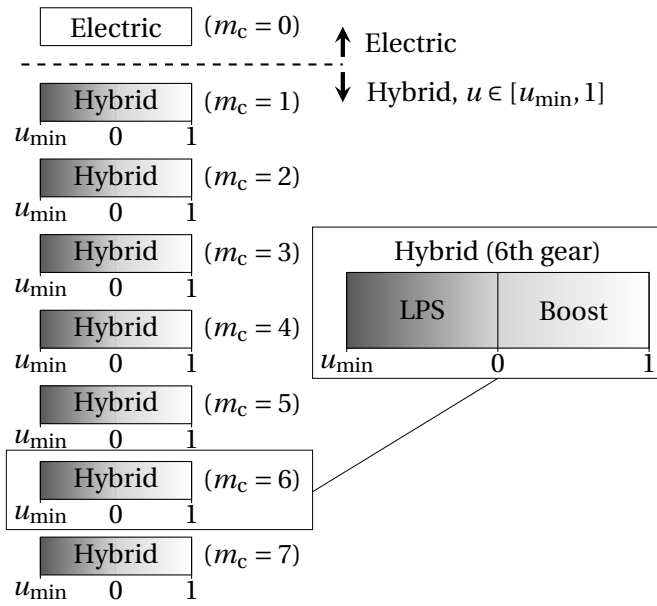 Electric (m_c = 0)
Electric
Hybrid, u ∈ [u_min, 1]
Hybrid (m_c = 1)
u_min 0 1
Hybrid (m_c = 2)
u_min 0 1
Hybrid (m_c = 3)
u_min 0 1
Hybrid (m_c = 4)
u_min 0 1
Hybrid (m_c = 5)
u_min 0 1
Hybrid (m_c = 6)
u_min 0 1
Hybrid (m_c = 7)
u_min 0 1
Hybrid (6th gear)
LPS Boost
u_min 0 1